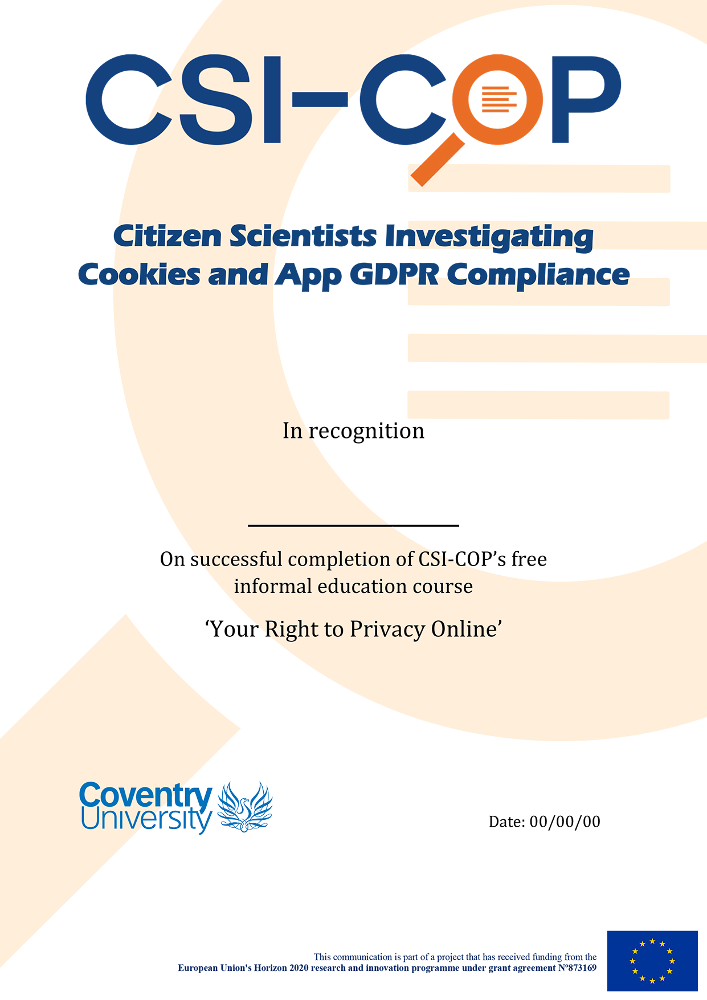 CSI-COP
Citizen Scientists Investigating
Cookies and App GDPR Compliance
In recognition
On successful completion of CSI-COP’s free
informal education course
‘Your Right to Privacy Online’
Coventry
University
Date: 00/00/00
This communication is part of a project that has received funding from the
European Union's Horizon 2020 research and innovation programme under grant agreement Nº873169